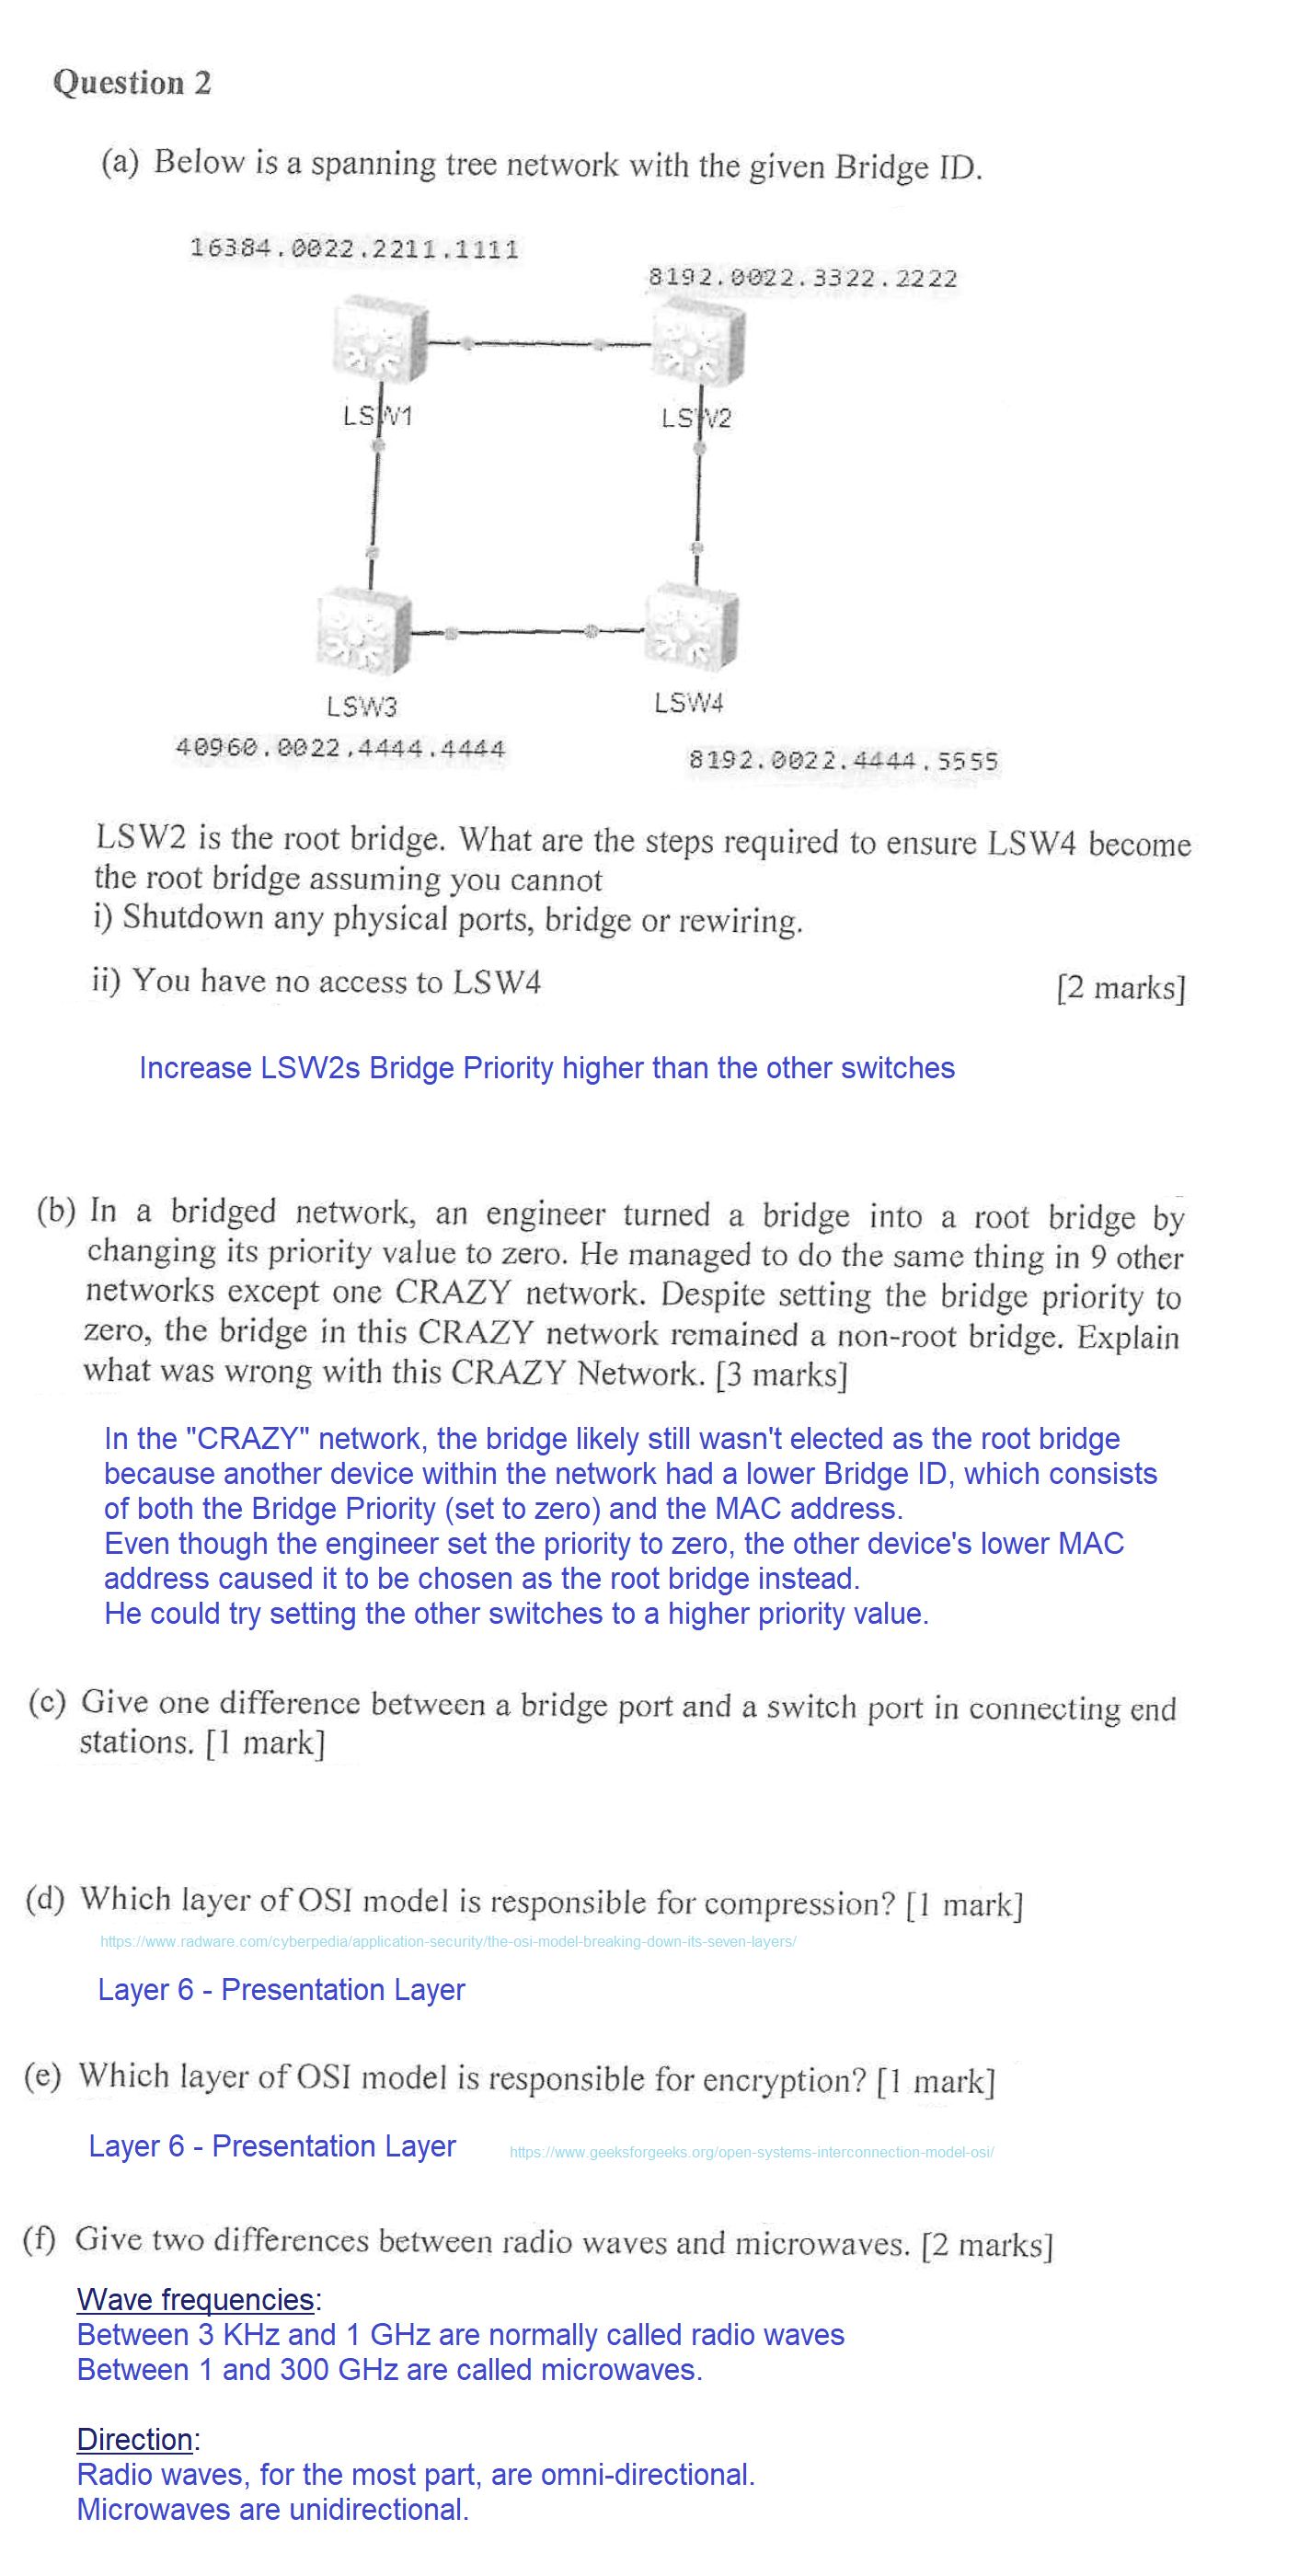 Question 2
(a) Below is a spanning tree network with the given Bridge ID.
16384.0022.2211.1111
8192.0022.3322.2222
LSW1
LSW2
LSW3
LSW4
40960.0022.4444.4444
8192.0022.4444.5555
LSW2 is the root bridge. What are the steps required to ensure LSW4 become
the root bridge assuming you cannot
i) Shutdown any physical ports, bridge or rewiring.
ii) You have no access to LSW4 [2 marks]
Increase LSW2s Bridge Priority higher than the other switches
(b) In a bridged network, an engineer turned a bridge into a root bridge by
changing its priority value to zero. He managed to do the same thing in 9 other
networks except one CRAZY network. Despite setting the bridge priority to
zero, the bridge in this CRAZY network remained a non-root bridge. Explain
what was wrong with this CRAZY Network. [3 marks]
In the "CRAZY" network, the bridge likely still wasn't elected as the root bridge
because another device within the network had a lower Bridge ID, which consists
of both the Bridge Priority (set to zero) and the MAC address.
Even though the engineer set the priority to zero, the other device's lower MAC
address caused it to be chosen as the root bridge instead.
He could try setting the other switches to a higher priority value.
(c) Give one difference between a bridge port and a switch port in connecting end
stations. [1 mark]
(d) Which layer of OSI model is responsible for compression? [1 mark]
https://www.radware.com/cyberpedia/application-security/the-osi-model-breaking-down-its-seven-layers/
Layer 6 - Presentation Layer
(e) Which layer of OSI model is responsible for encryption? [1 mark]
Layer 6 - Presentation Layer https://www.geeksforgeeks.org/open-systems-interconnection-model-osi/
(f) Give two differences between radio waves and microwaves. [2 marks]
Wave frequencies:
Between 3 KHz and 1 GHz are normally called radio waves
Between 1 and 300 GHz are called microwaves.
Direction:
Radio waves, for the most part, are omni-directional.
Microwaves are unidirectional.